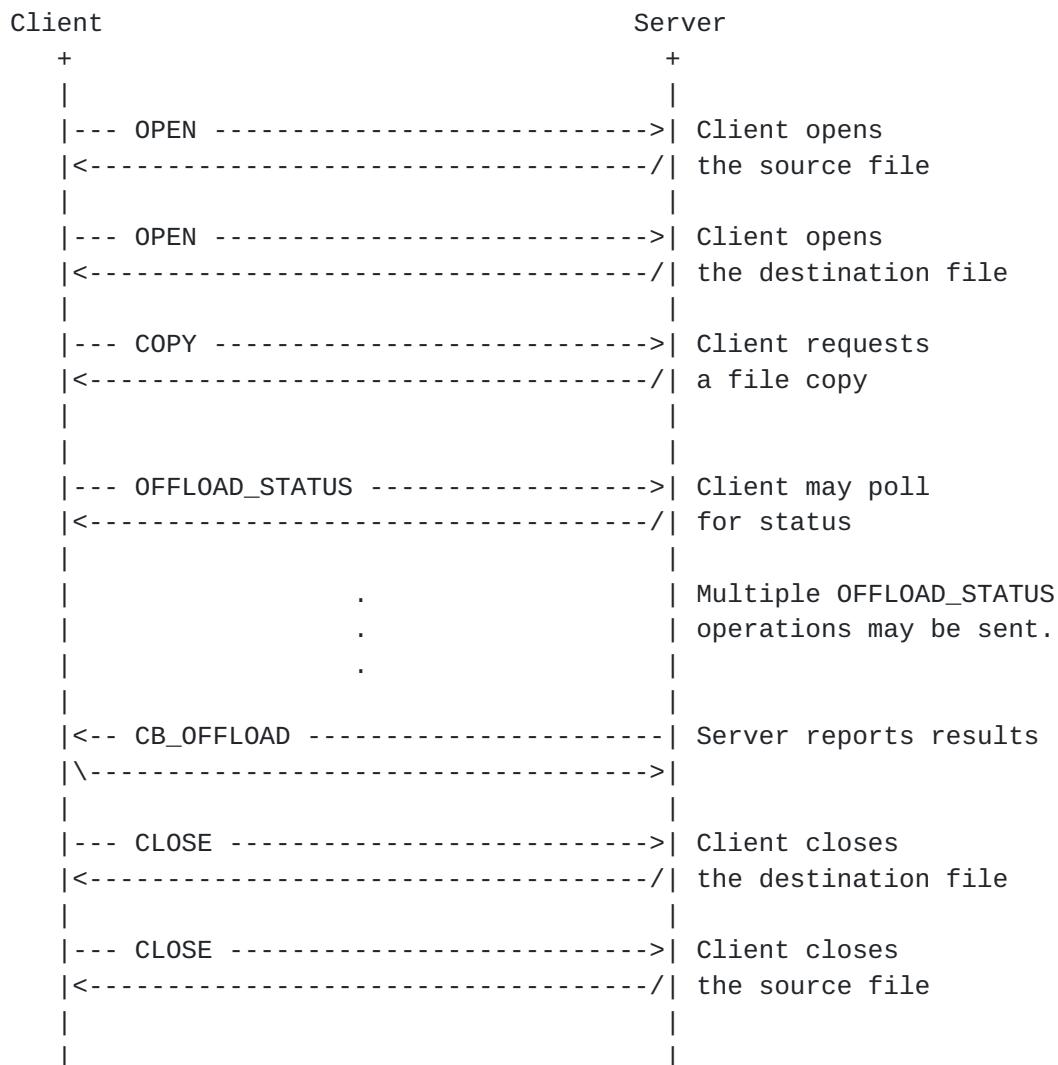 Client                                  Server
   +                                      +
   |                                      |
   |--- OPEN ---------------------------->| Client opens
   |<------------------------------------/| the source file
   |                                      |
   |--- OPEN ---------------------------->| Client opens
   |<------------------------------------/| the destination file
   |                                      |
   |--- COPY ---------------------------->| Client requests
   |<------------------------------------/| a file copy
   |                                      |
   |                                      |
   |--- OFFLOAD_STATUS ------------------>| Client may poll
   |<------------------------------------/| for status
   |                                      |
   |                  .                   | Multiple OFFLOAD_STATUS
   |                  .                   | operations may be sent.
   |                  .                   |
   |                                      |
   |<-- CB_OFFLOAD -----------------------| Server reports results
   |\------------------------------------>|
   |                                      |
   |--- CLOSE --------------------------->| Client closes
   |<------------------------------------/| the destination file
   |                                      |
   |--- CLOSE --------------------------->| Client closes
   |<------------------------------------/| the source file
   |                                      |
   |                                      |